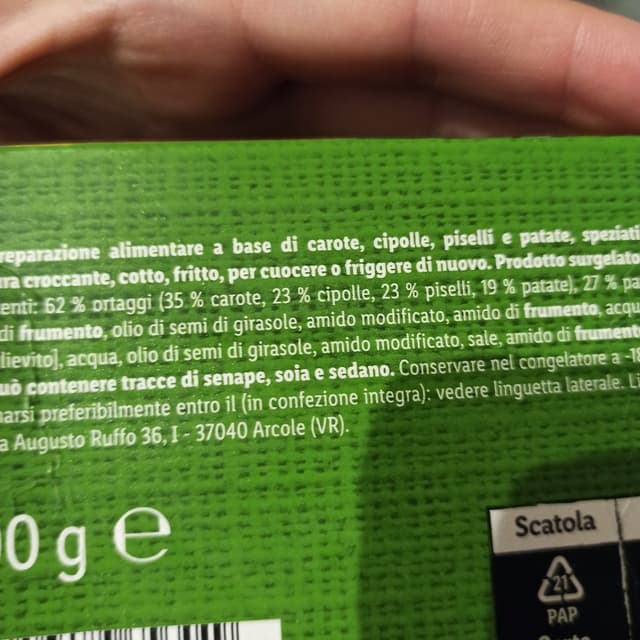 reparazione alimentare a base di carote, cipolle, piselli e patate, speziati
ra croccante, cotto, fritto, per cuocere o friggere di nuovo. Prodotto surgelato
enti: 62 % ortaggi (35 % carote, 23 % cipolle, 23 % piselli, 19 % patate), 27 % pa
di frumento, olio di semi di girasole, amido modificato, amido di frumento, acqu
lievito], acqua, olio di semi di girasole, amido modificato, sale, amido di frument
uò contenere tracce di senape, soia e sedano. Conservare nel congelatore a -18
narsi preferibilmente entro il (in confezione integra): vedere linguetta laterale. Li
a Augusto Ruffo 36, I - 37040 Arcole (VR).
00 g e
Scatola
21
PAP